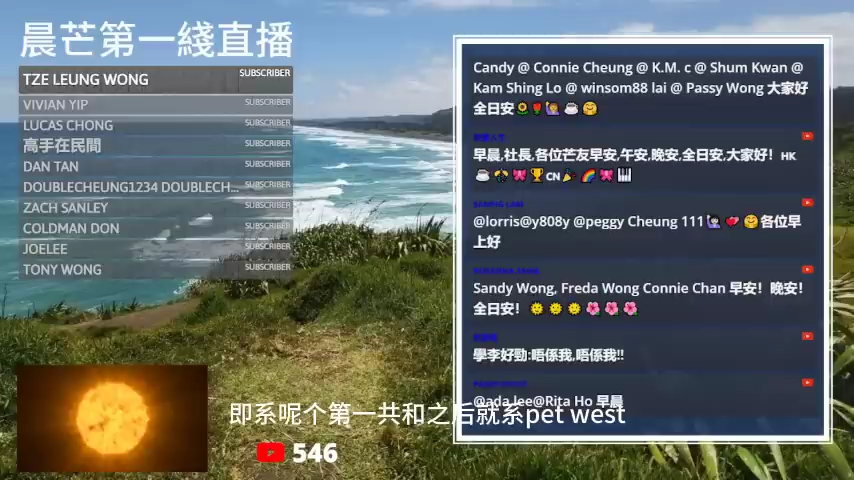 晨芒第一綫直播
TZE LEUNG WONG SUBSCRIBER
VIVIAN YIP SUBSCRIBER
LUCAS CHONG SUBSCRIBER
高手在民間 SUBSCRIBER
DAN TAN SUBSCRIBER
DOUBLECHEUNG1234 DOUBLECH... SUBSCRIBER
ZACH SANLEY SUBSCRIBER
COLDMAN DON SUBSCRIBER
JOELEE SUBSCRIBER
TONY WONG SUBSCRIBER
Candy @ Connie Cheung @ K.M. c @ Shum Kwan @
Kam Shing Lo @ winsom88 lai @ Passy Wong 大家好
全日安🌻🌹🙋☕🤗
早晨,社長,各位芒友早安,午安,晚安,全日安,大家好！HK
☕💐🎀🏆CN🎉🌈🎀🎹
@lorris@y808y @peggy Cheung 111🙋💕🤗各位早
上好
Sandy Wong, Freda Wong Connie Chan 早安！晚安！
全日安！🌞🌞🌞🌺🌺🌺
學李好勁:唔係我,唔係我!!
@ada lee@Rita Ho 早晨
即系呢个第一共和之后就系pet west
546